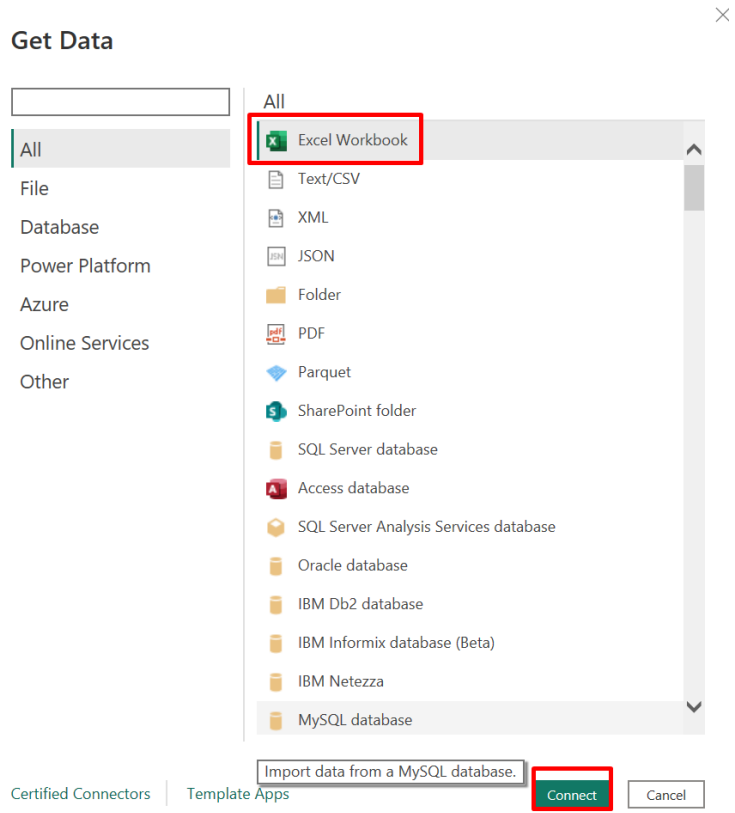 Get Data
All
File
Database
Power Platform
Azure
Online Services
Other
All
Excel Workbook
Text/CSV
XML
JSON
JSON
Folder
pdf
PDF
Parquet
S
SharePoint folder
SQL Server database
A
Access database
SQL Server Analysis Services database
Oracle database
IBM Db2 database
IBM Informix database (Beta)
IBM Netezza
MySQL database
Import data from a MySQL database.
Certified Connectors
Template Apps
Connect
Cancel